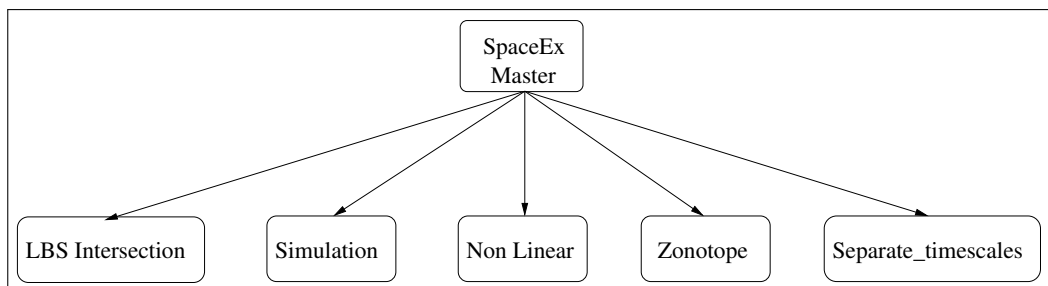 SpaceEx
Master
LBS Intersection
Simulation
Non Linear
Zonotope
Separate_timescales